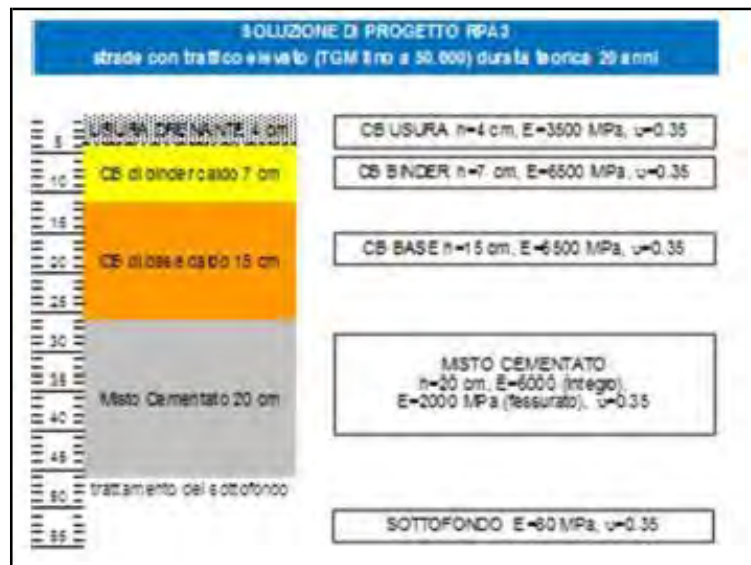 SOLUZIONE DI PROGETTO RPA3
strade con traffico elevato (TGM fino a 50.000) durata teorica 20 anni
USURA DRENANTE 4 cm
CB USURA h=4 cm, E=3500 MPa, υ=0.35
5
CB di binder caldo 7 cm
CB BINDER h=7 cm, E=6500 MPa, υ=0.35
10
15
CB di base caldo 15 cm
CB BASE h=15 cm, E=6500 MPa, υ=0.35
20
25
30
MISTO CEMENTATO
h=20 cm, E=6000 (integro),
E=2000 MPa (fessurato), υ=0.35
35
Misto Cementato 20 cm
40
45
trattamento del sottofondo
50
SOTTOFONDO E=80 MPa, υ=0.35
55